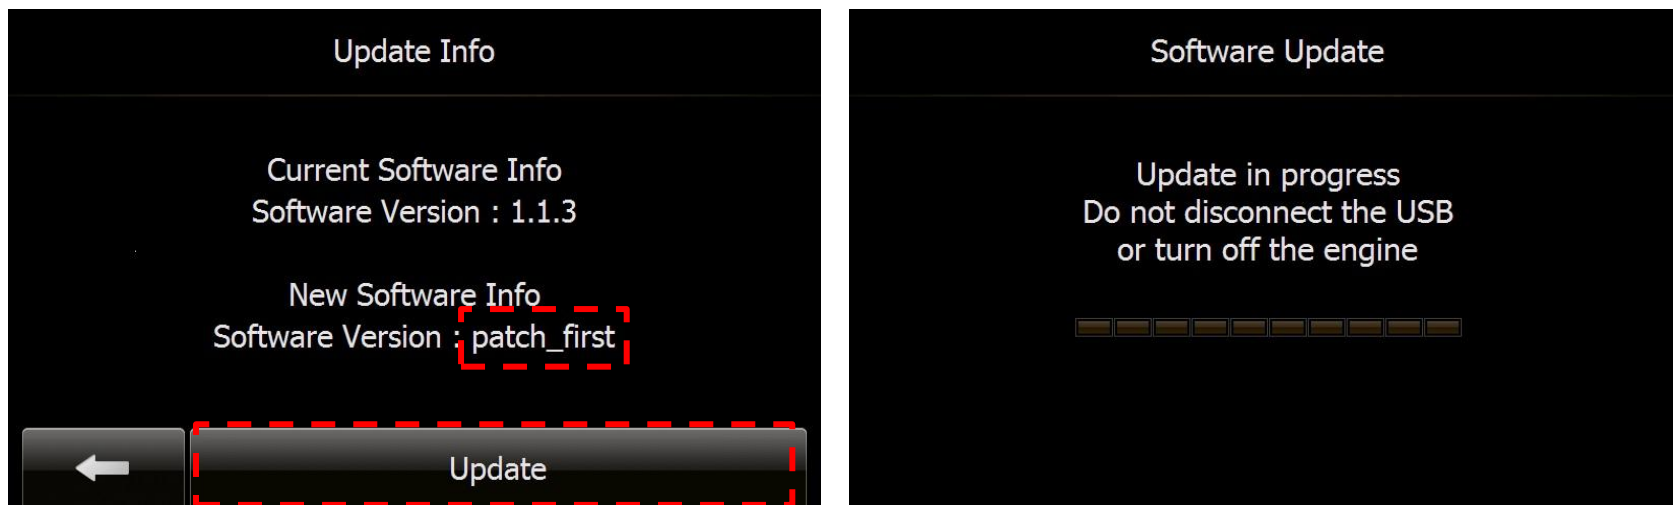 Update Info
Current Software Info
Software Version : 1.1.3
New Software Info
Software Version : patch_first
Update
Software Update
Update in progress
Do not disconnect the USB
or turn off the engine